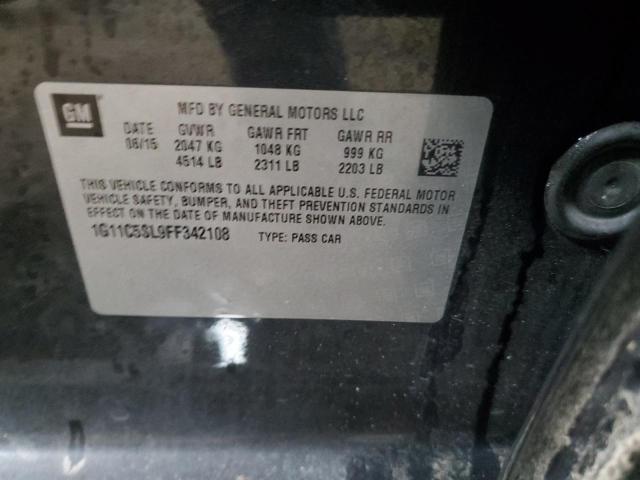 GM
MFD BY GENERAL MOTORS LLC
DATE GVWR GAWR FRT GAWR RR
06/15 2047 KG 1048 KG 999 KG
4514 LB 2311 LB 2203 LB
THIS VEHICLE CONFORMS TO ALL APPLICABLE U.S. FEDERAL MOTOR
VEHICLE SAFETY, BUMPER, AND THEFT PREVENTION STANDARDS IN
EFFECT ON THE DATE OF MANUFACTURE SHOWN ABOVE.
1G11C5SL9FF342108 TYPE: PASS CAR